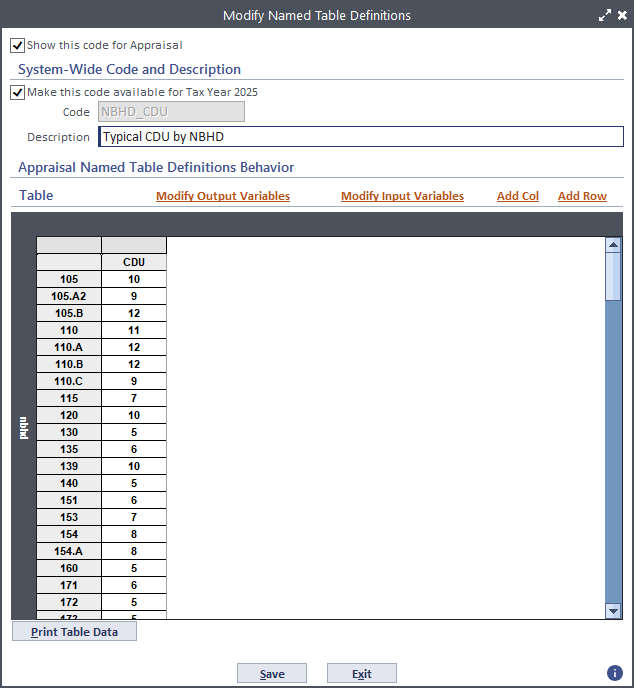 Modify Named Table Definitions
Show this code for Appraisal
System-Wide Code and Description
Make this code available for Tax Year 2025
Code NBHD_CDU
Description Typical CDU by NBHD
Appraisal Named Table Definitions Behavior
Table Modify Output Variables Modify Input Variables Add Col Add Row
nbhd
CDU
105 10
105.A2 9
105.B 12
110 11
110.A 12
110.B 12
110.C 9
115 7
120 10
130 5
135 6
139 10
140 5
151 6
153 7
154 8
154.A 8
160 5
171 6
172 5
Print Table Data
Save Exit